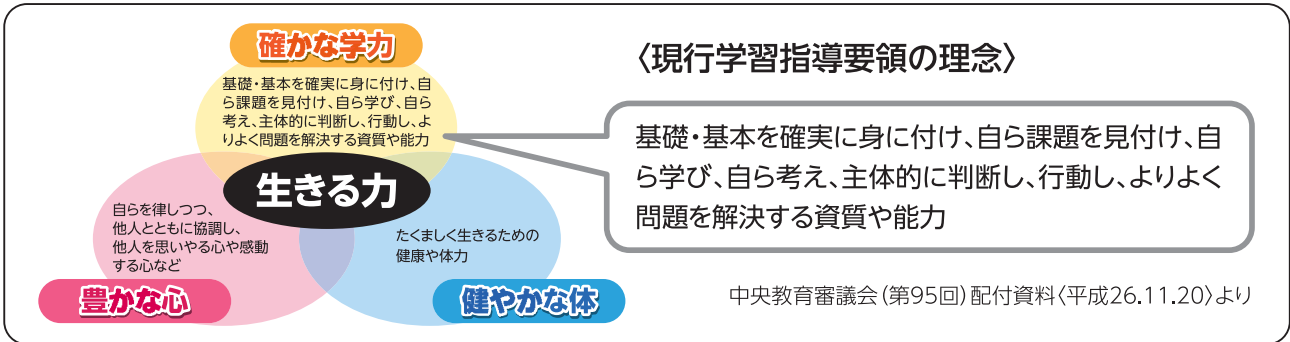 確かな学力
基礎・基本を確実に身に付け、自
ら課題を見付け、自ら学び、自ら
考え、主体的に判断し、行動し、よ
りよく問題を解決する資質や能力
生きる力
自らを律しつつ、
他人とともに協調し、
他人を思いやる心や感動
する心など
豊かな心
たくましく生きるための
健康や体力
健やかな体
〈現行学習指導要領の理念〉
基礎・基本を確実に身に付け、自ら課題を見付け、自
ら学び、自ら考え、主体的に判断し、行動し、よりよく
問題を解決する資質や能力
中央教育審議会(第95回)配付資料〈平成26.11.20〉より